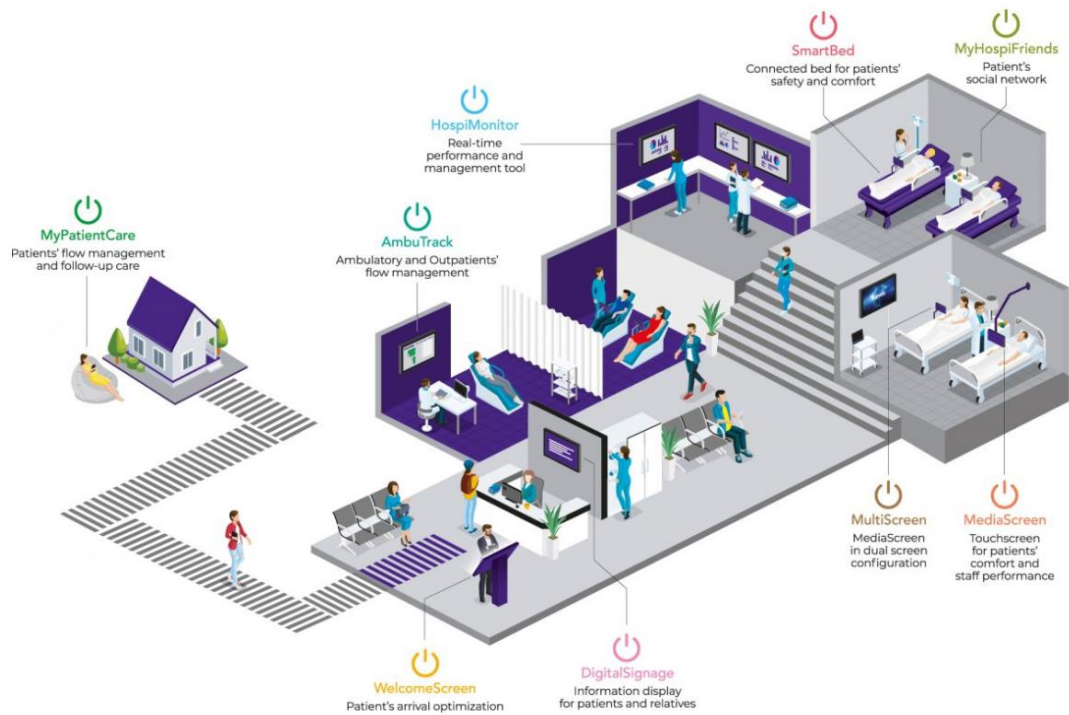 SmartBed
Connected bed for patients'
safety and comfort
MyHospiFriends
Patient's
social network
HospiMonitor
Real-time
performance and
management tool
MyPatientCare
Patients' flow management
and follow-up care
AmbuTrack
Ambulatory and Outpatients'
flow management
MultiScreen
MediaScreen
in dual screen
configuration
MediaScreen
Touchscreen
for patients'
comfort and
staff performance
WelcomeScreen
Patient's arrival optimization
DigitalSignage
Information display
for patients and relatives